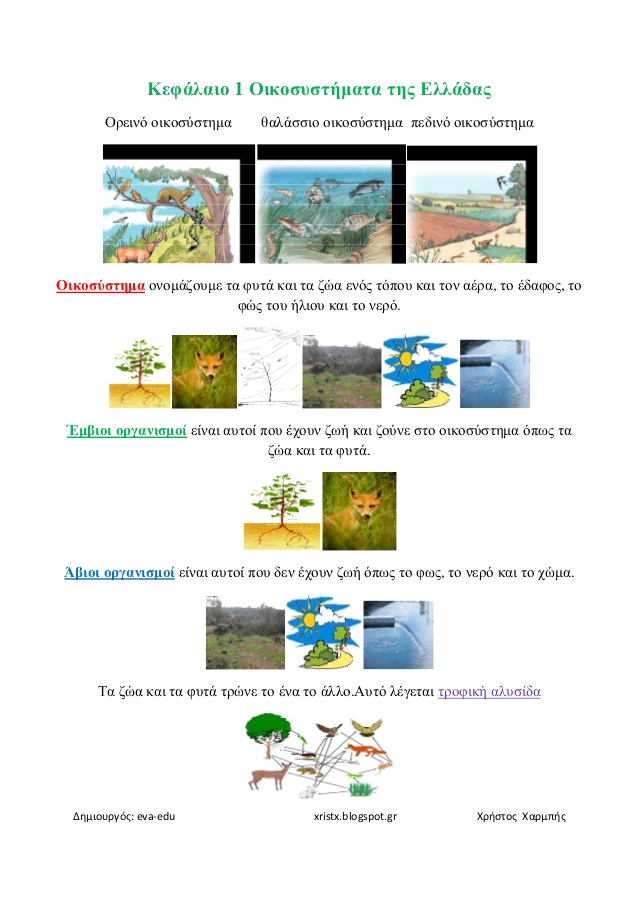 Κεφάλαιο 1 Οικοσυστήματα της Ελλάδας
Ορεινό οικοσύστημα θαλάσσιο οικοσύστημα πεδινό οικοσύστημα
Οικοσύστημα ονομάζουμε τα φυτά και τα ζώα ενός τόπου και τον αέρα, το έδαφος, το
φώς του ήλιου και το νερό.
Έμβιοι οργανισμοί είναι αυτοί που έχουν ζωή και ζούνε στο οικοσύστημα όπως τα
ζώα και τα φυτά.
Άβιοι οργανισμοί είναι αυτοί που δεν έχουν ζωή όπως το φως, το νερό και το χώμα.
Τα ζώα και τα φυτά τρώνε το ένα το άλλο.Αυτό λέγεται τροφική αλυσίδα
Δημιουργός: eva-edu xristx.blogspot.gr Χρήστος Χαρμπής